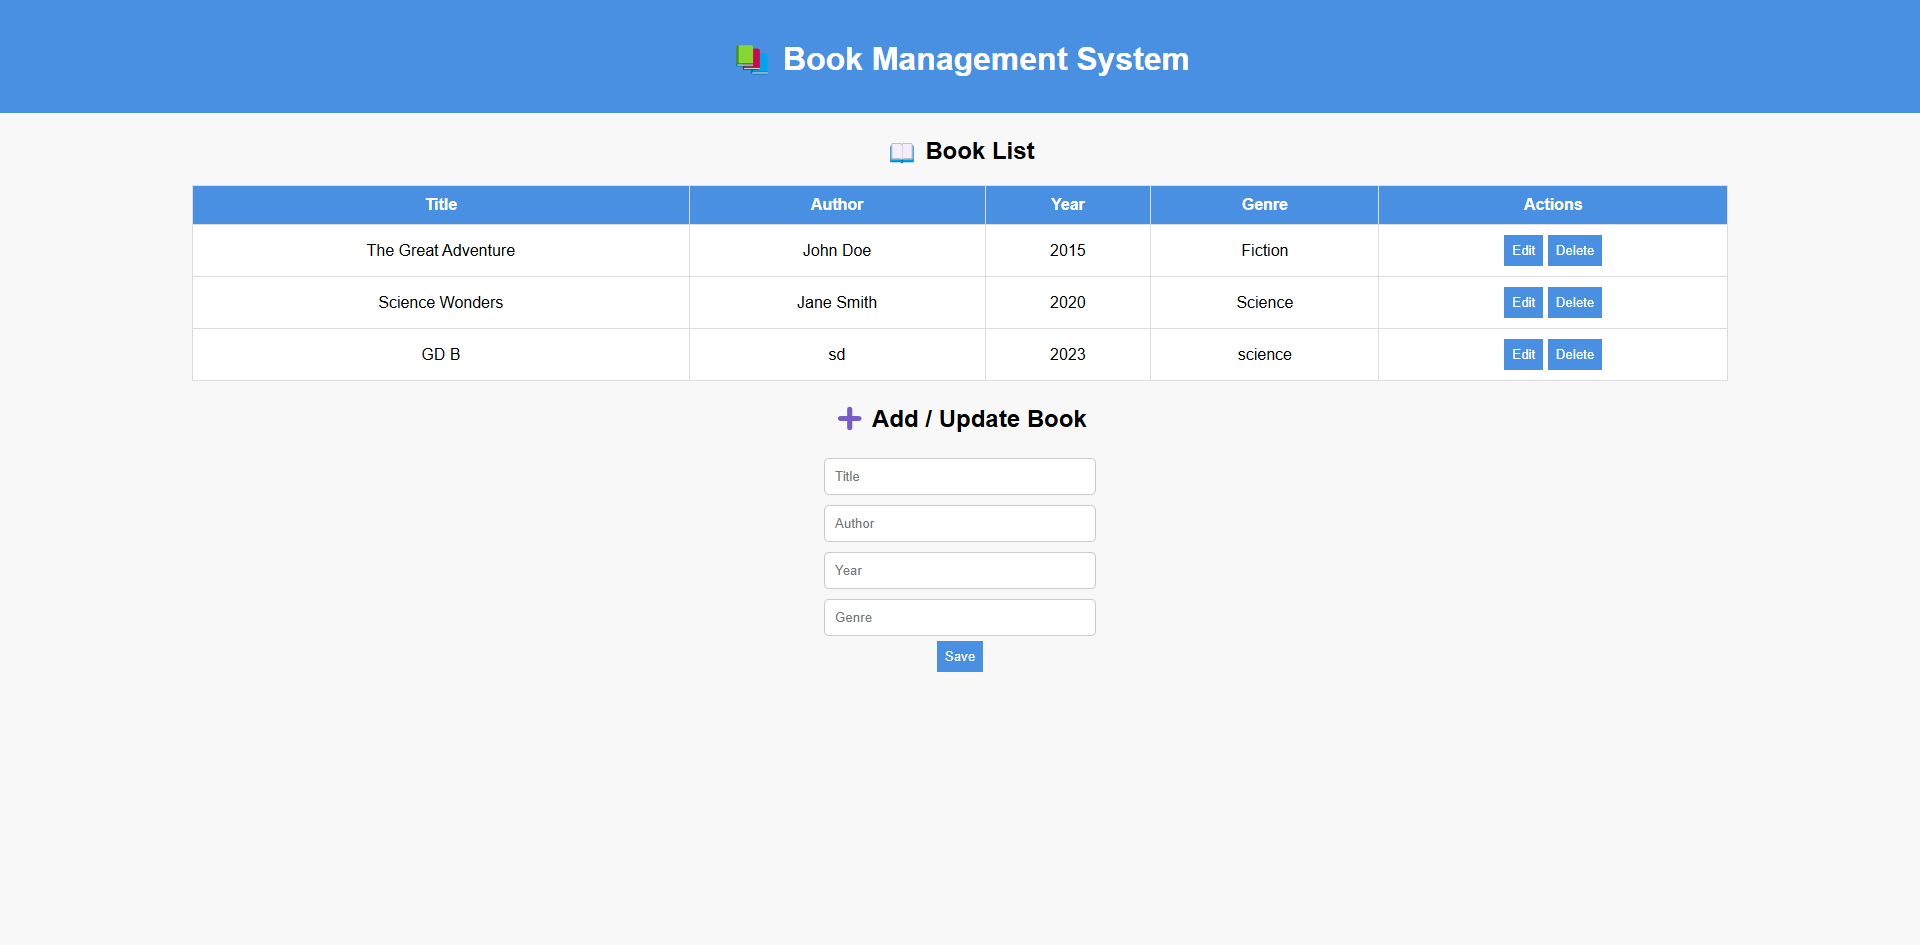 📚 Book Management System
📖 Book List
Title Author Year Genre Actions
The Great Adventure John Doe 2015 Fiction Edit Delete
Science Wonders Jane Smith 2020 Science Edit Delete
GD B sd 2023 science Edit Delete
➕ Add / Update Book
Title
Author
Year
Genre
Save